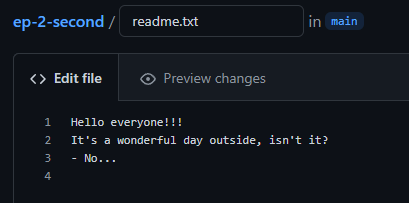 ep-2-second / readme.txt in main
Edit file Preview changes
1 Hello everyone!!!
2 It's a wonderful day outside, isn't it?
3 - No...
4